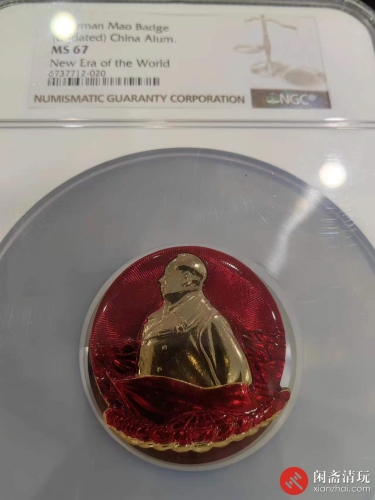 Mao Badge
China Alum.
MS 67
New Era of the World
6737712-020
NUMISMATIC GUARANTY CORPORATION
NGC
闲斋清玩
xianzhai.com